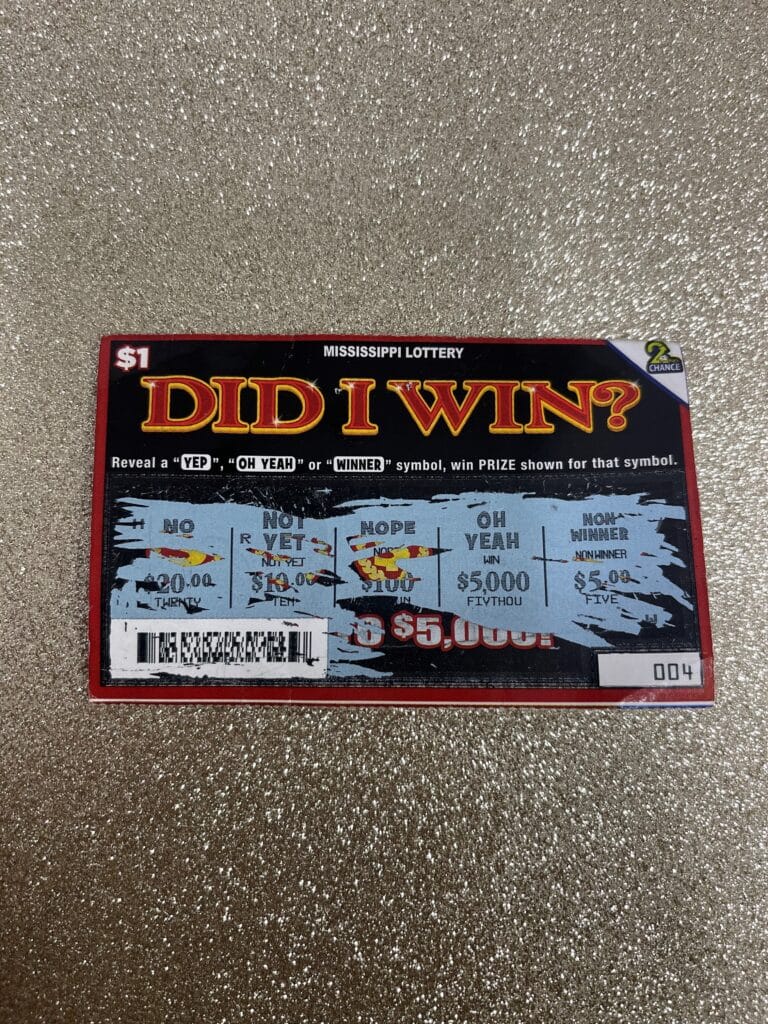 $1
MISSISSIPPI LOTTERY
2nd CHANCE
DID I WIN?
Reveal a "YEP", "OH YEAH" or "WINNER" symbol, win PRIZE shown for that symbol.
NO NOT YET NOPE OH YEAH NON WINNER
NOT YET WIN NONWINNER
$20.00 $10.00 $100 $5,000 $5.00
TWENTY TEN FIVTHOU FIVE
$5,000!
004